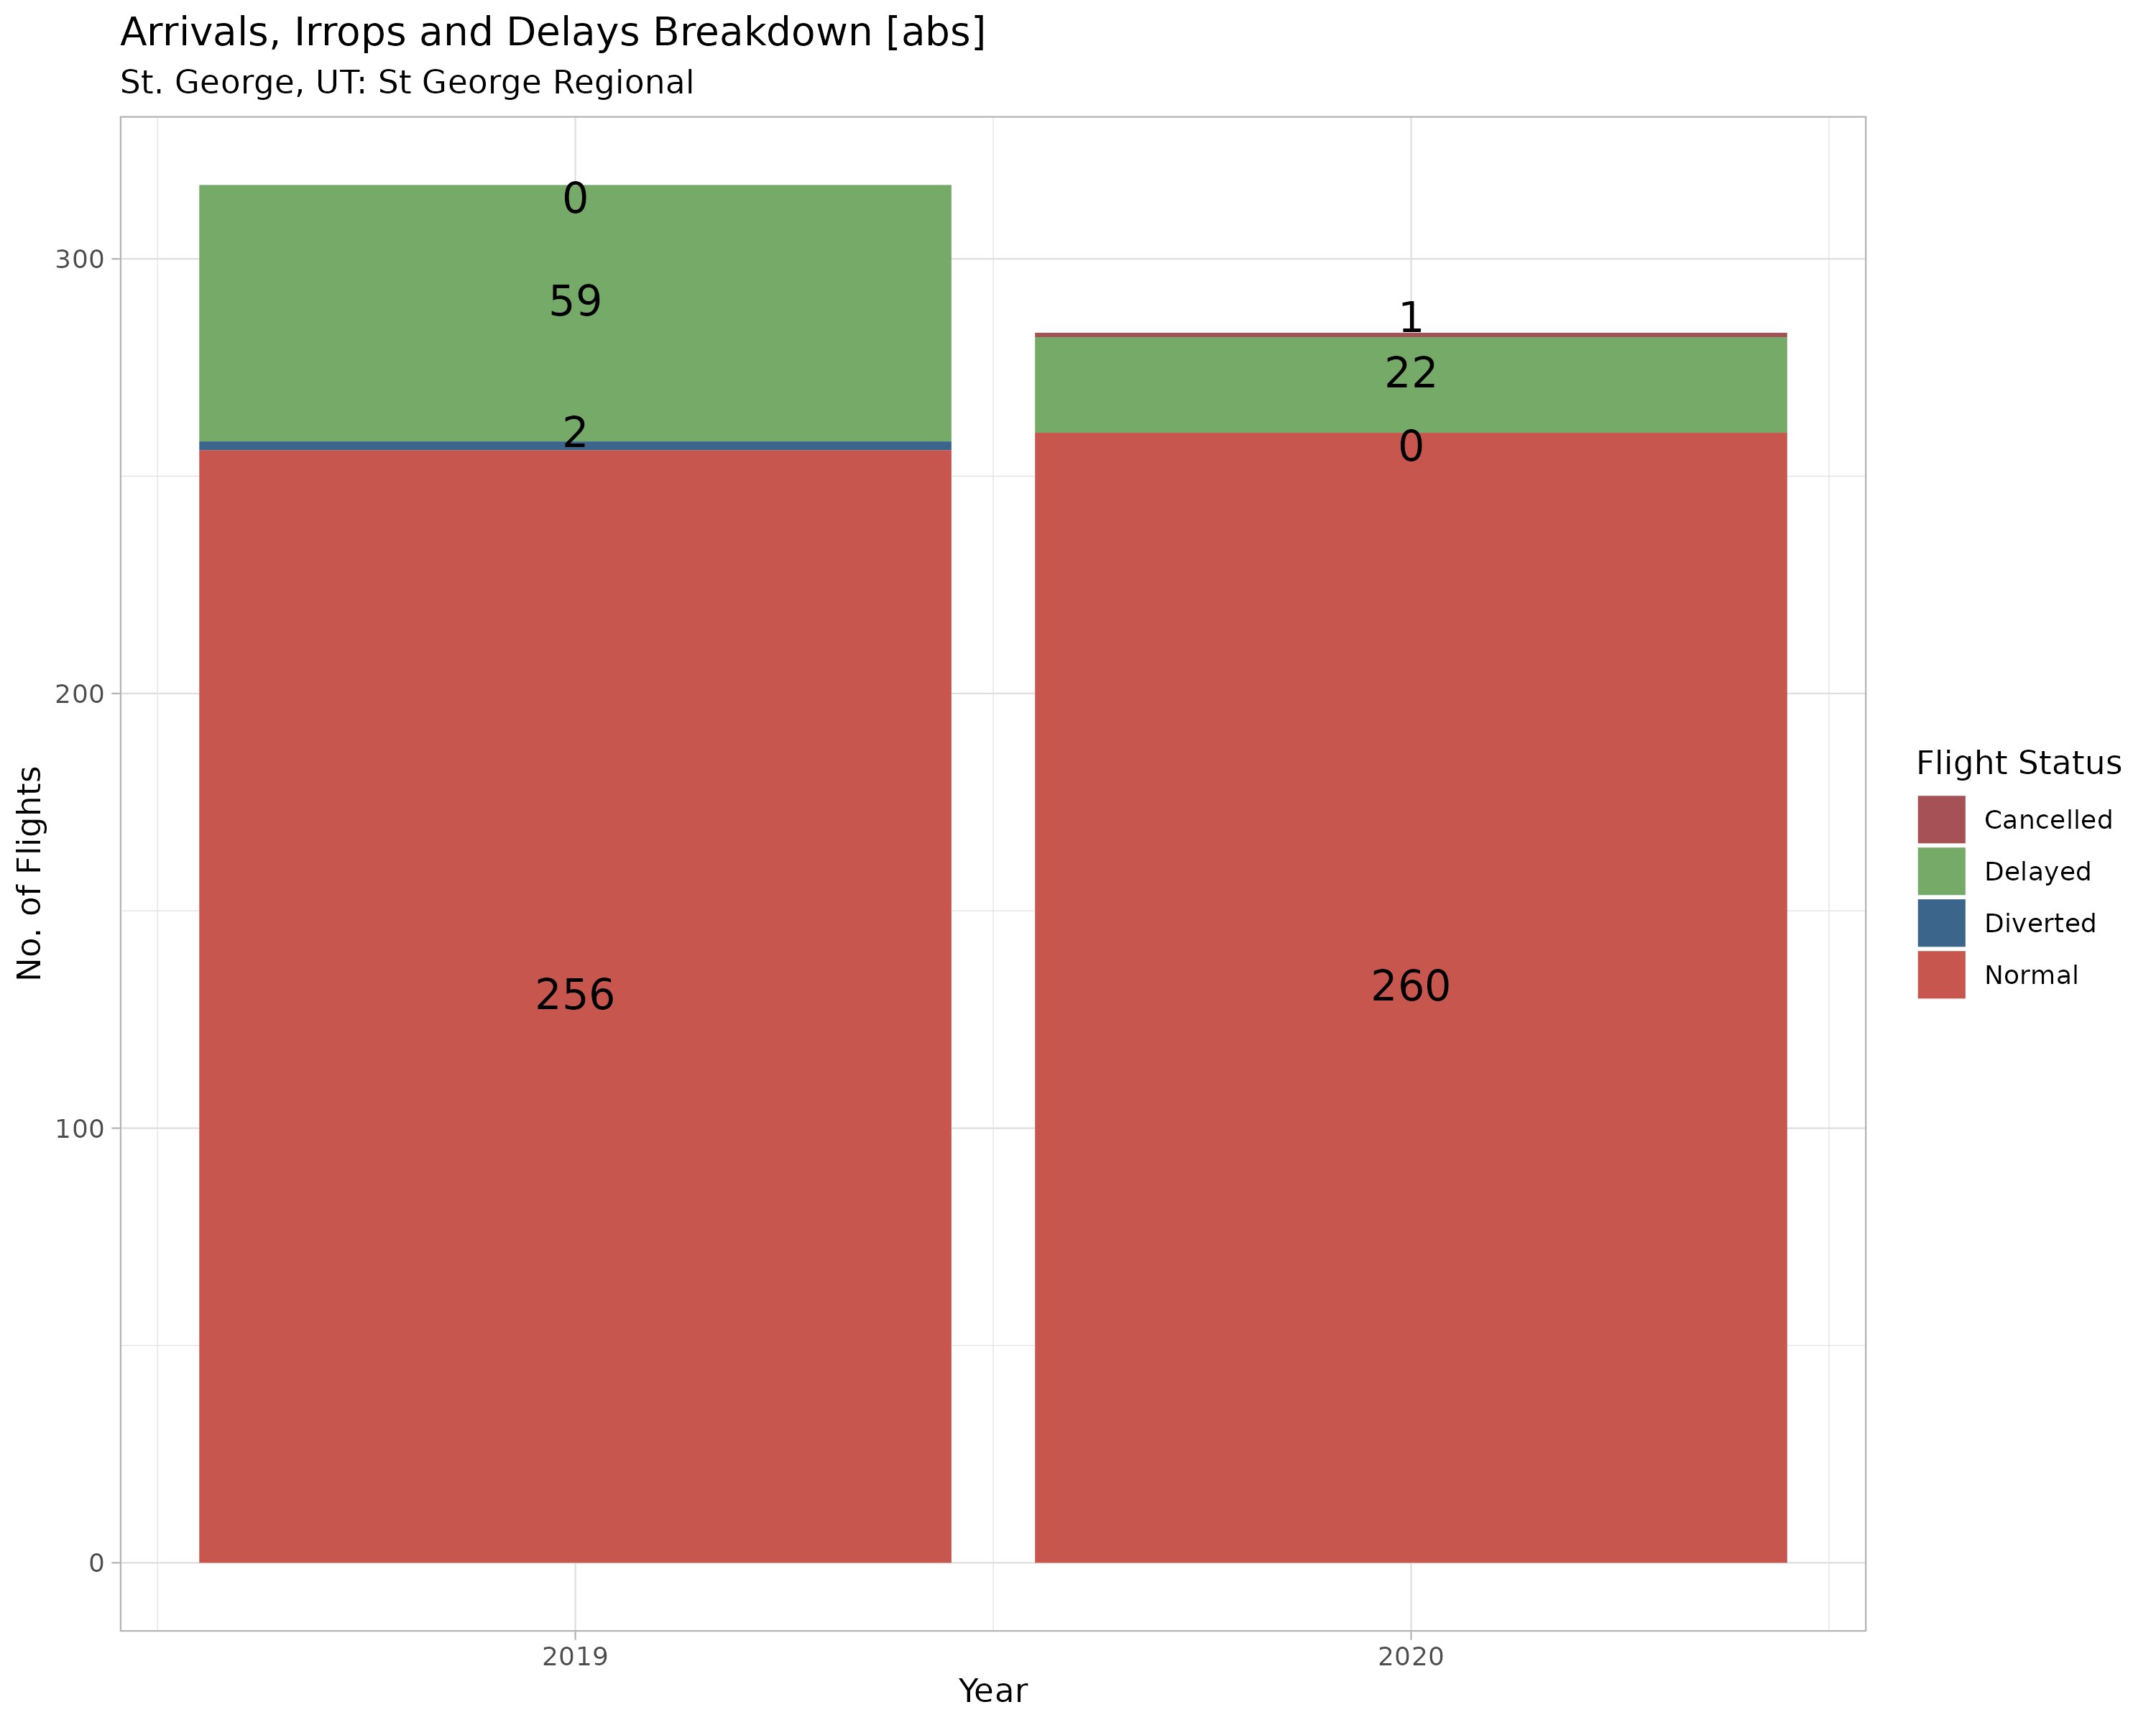 Arrivals, Irrops and Delays Breakdown [abs]
St. George, UT: St George Regional
No. of Flights
300
200
100
0
0
59
2
256
1
22
0
260
2019
2020
Year
Flight Status
Cancelled
Delayed
Diverted
Normal